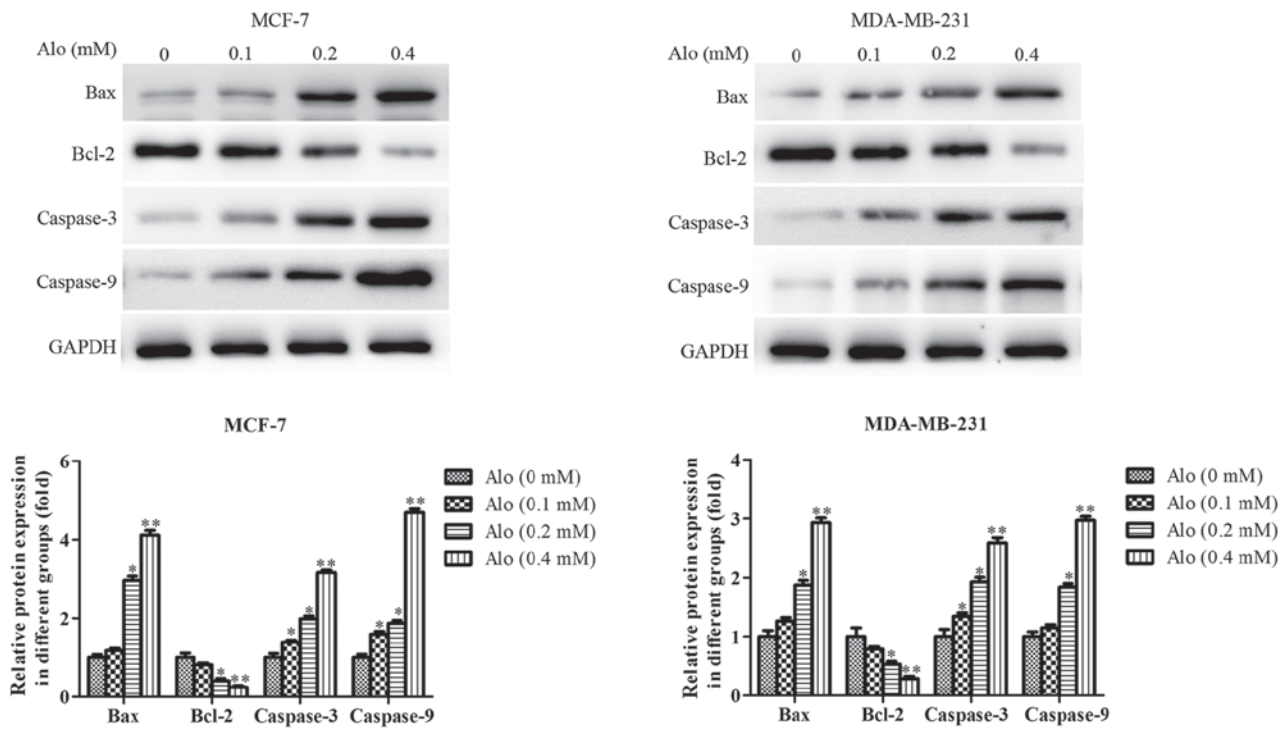 MCF-7
Alo (mM) 0 0.1 0.2 0.4
Bax
Bcl-2
Caspase-3
Caspase-9
GAPDH
MDA-MB-231
Alo (mM) 0 0.1 0.2 0.4
Bax
Bcl-2
Caspase-3
Caspase-9
GAPDH
MCF-7
Relative protein expression
in different groups (fold)
6
4
2
0
** ** **
* * * * *
* **
Bax Bcl-2 Caspase-3 Caspase-9
Alo (0 mM)
Alo (0.1 mM)
Alo (0.2 mM)
Alo (0.4 mM)
MDA-MB-231
Relative protein expression
in different groups (fold)
4
3
2
1
0
** ** **
* * * *
* **
Bax Bcl-2 Caspase-3 Caspase-9
Alo (0 mM)
Alo (0.1 mM)
Alo (0.2 mM)
Alo (0.4 mM)